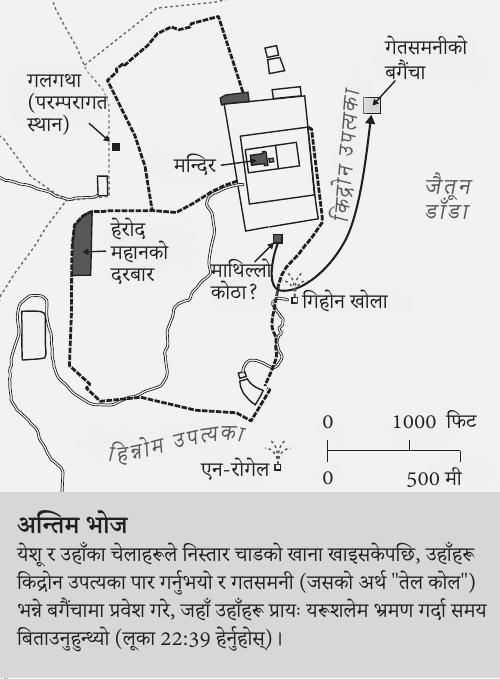 गेतसमनीको
बगैंचा
गलगथा
(परम्परागत
स्थान)
किद्रोन उपत्यका
मन्दिर
जैतून
डाँडा
हेरोद
महानको
दरबार
माथिल्लो
कोठा?
गिहोन खोला
हिन्नोम उपत्यका
एन-रोगेल
0 1000 फिट
0 500 मी
अन्तिम भोज
येशू र उहाँका चेलाहरूले निस्तार चाडको खाना खाइसकेपछि, उहाँहरू
किद्रोन उपत्यका पार गर्नुभयो र गतसमनी (जसको अर्थ "तेल कोल")
भन्ने बगैंचामा प्रवेश गरे, जहाँ उहाँहरू प्रायः यरूशलेम भ्रमण गर्दा समय
बिताउनुहुन्थ्यो (लूका 22:39 हेर्नुहोस्)।